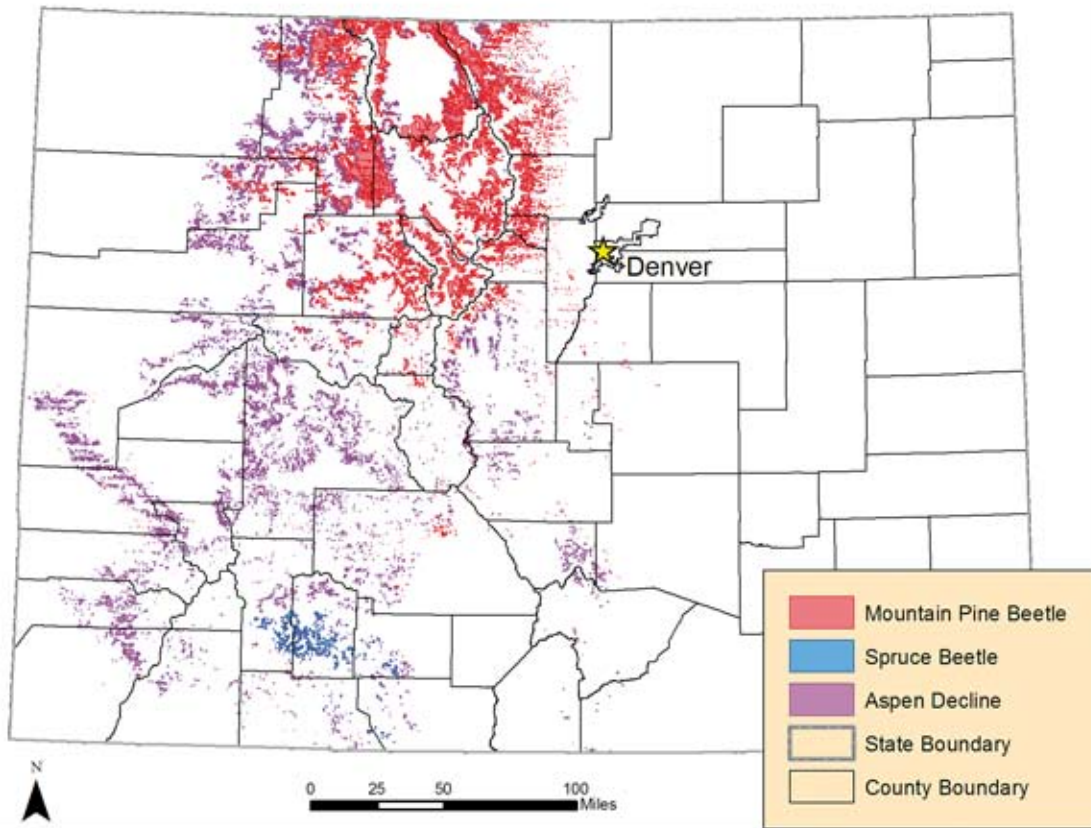 Denver
Mountain Pine Beetle
Spruce Beetle
Aspen Decline
State Boundary
County Boundary
N
0 25 50 100
Miles